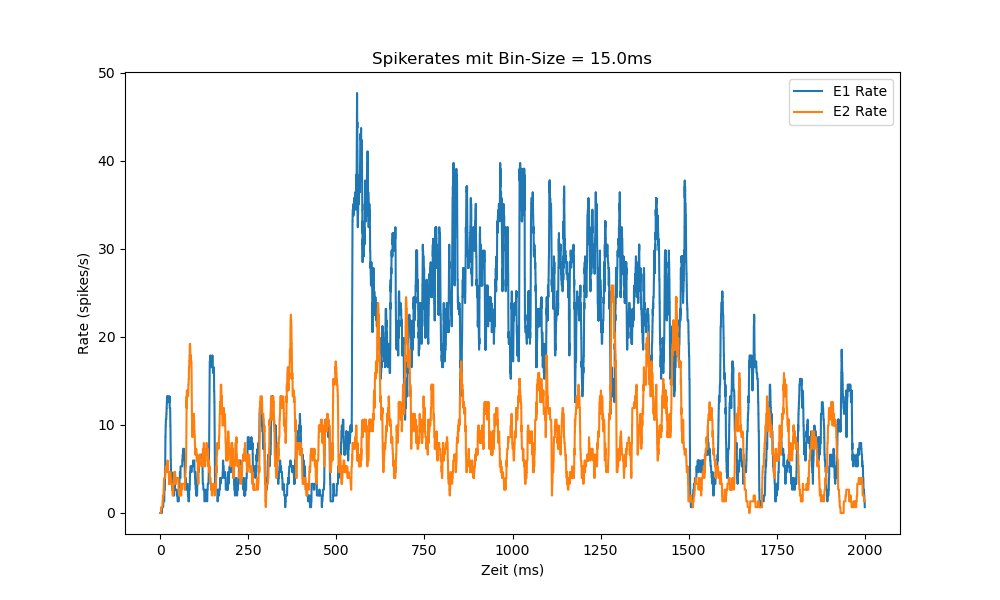 Spikerates mit Bin-Size = 15.0ms
E1 Rate
E2 Rate
50
40
30
20
10
0
Rate (spikes/s)
0 250 500 750 1000 1250 1500 1750 2000
Zeit (ms)